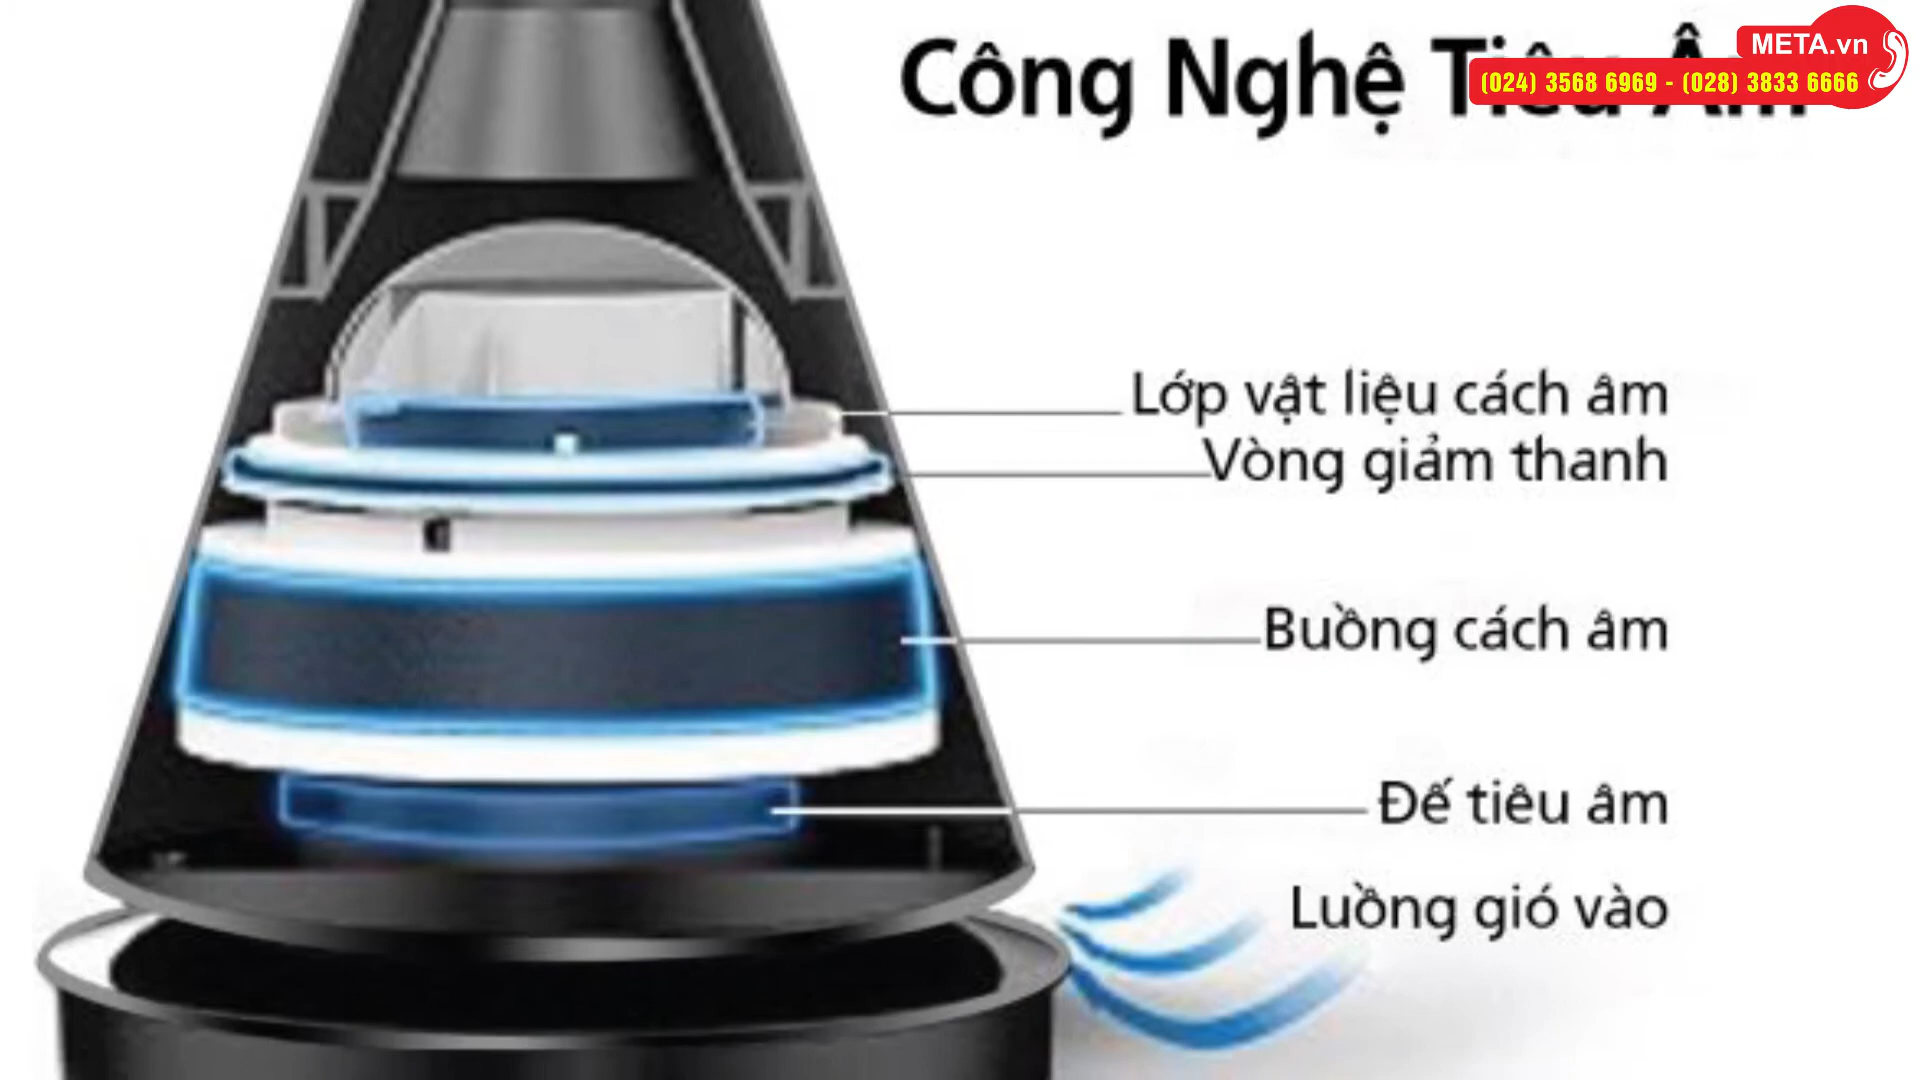 Công Nghệ
META.vn
(024) 3568 6969 - (028) 3833 6666
Lớp vật liệu cách âm
Vòng giảm thanh
Buồng cách âm
Đế tiêu âm
Luồng gió vào